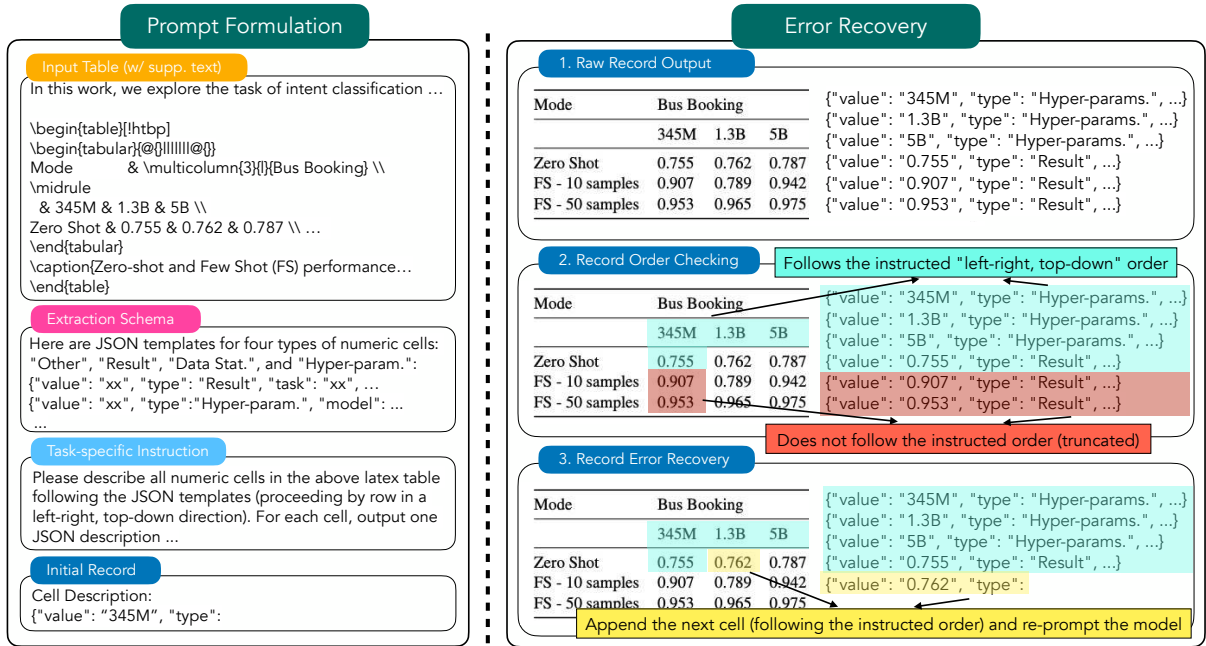 Prompt Formulation
Input Table (w/ supp. text)
In this work, we explore the task of intent classification ...
\begin{table}[!htbp]
\begin{tabular}{@{}lllllll@{}}
Mode & \multicolumn{3}{l}{Bus Booking} \\
\midrule
& 345M & 1.3B & 5B \\
Zero Shot & 0.755 & 0.762 & 0.787 \\ ...
\end{tabular}
\caption{Zero-shot and Few Shot (FS) performance...
\end{table}
Extraction Schema
Here are JSON templates for four types of numeric cells:
"Other", "Result", "Data Stat.", and "Hyper-param.":
{"value": "xx", "type": "Result", "task": "xx", ...
{"value": "xx", "type":"Hyper-param.", "model": ...
...
Task-specific Instruction
Please describe all numeric cells in the above latex table
following the JSON templates (proceeding by row in a
left-right, top-down direction). For each cell, output one
JSON description ...
Initial Record
Cell Description:
{"value": “345M”, "type":
Error Recovery
1. Raw Record Output
Mode Bus Booking
345M 1.3B 5B
Zero Shot 0.755 0.762 0.787
FS - 10 samples 0.907 0.789 0.942
FS - 50 samples 0.953 0.965 0.975
{"value": "345M", "type": "Hyper-params.", ...}
{"value": "1.3B", "type": "Hyper-params.", ...}
{"value": "5B", "type": "Hyper-params.", ...}
{"value": "0.755", "type": "Result", ...}
{"value": "0.907", "type": "Result", ...}
{"value": "0.953", "type": "Result", ...}
2. Record Order Checking
Follows the instructed "left-right, top-down" order
Mode Bus Booking
345M 1.3B 5B
Zero Shot 0.755 0.762 0.787
FS - 10 samples 0.907 0.789 0.942
FS - 50 samples 0.953 0.965 0.975
{"value": "345M", "type": "Hyper-params.", ...}
{"value": "1.3B", "type": "Hyper-params.", ...}
{"value": "5B", "type": "Hyper-params.", ...}
{"value": "0.755", "type": "Result", ...}
{"value": "0.907", "type": "Result", ...}
{"value": "0.953", "type": "Result", ...}
Does not follow the instructed order (truncated)
3. Record Error Recovery
Mode Bus Booking
345M 1.3B 5B
Zero Shot 0.755 0.762 0.787
FS - 10 samples 0.907 0.789 0.942
FS - 50 samples 0.953 0.965 0.975
{"value": "345M", "type": "Hyper-params.", ...}
{"value": "1.3B", "type": "Hyper-params.", ...}
{"value": "5B", "type": "Hyper-params.", ...}
{"value": "0.755", "type": "Result", ...}
{"value": "0.762", "type":
Append the next cell (following the instructed order) and re-prompt the model